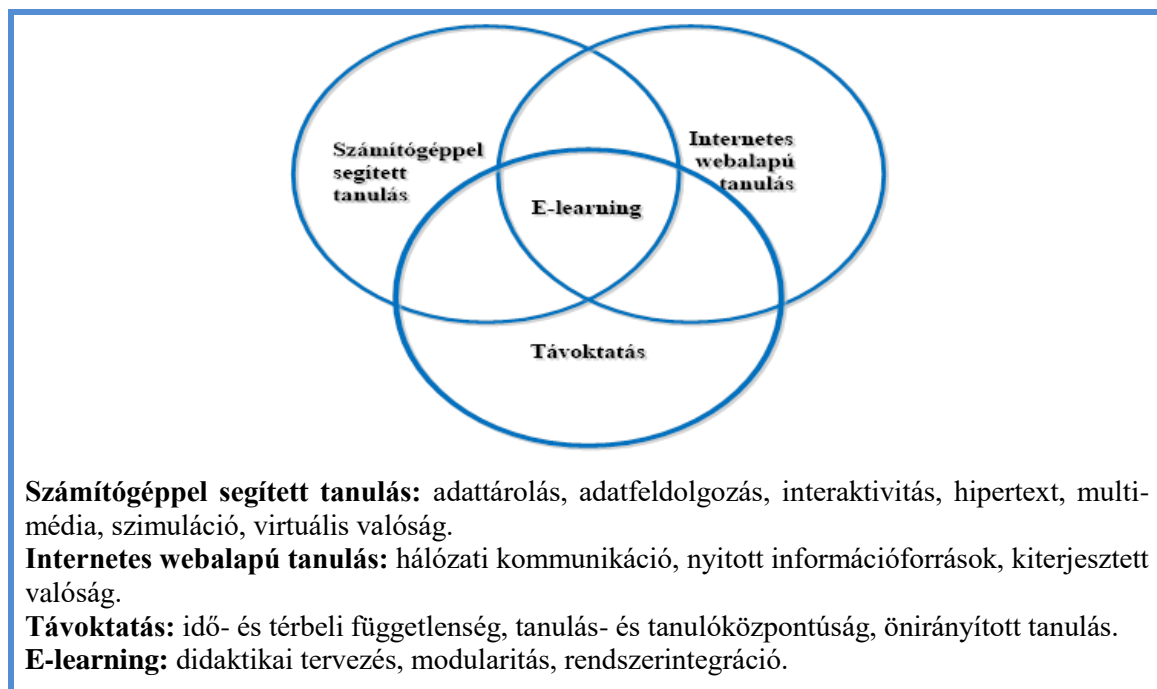 Számítógéppel
segített
tanulás
Internetes
webalapú
tanulás
E-learning
Távoktatás
Számítógéppel segített tanulás: adattárolás, adatfeldolgozás, interaktivitás, hipertext, multi-
média, szimuláció, virtuális valóság.
Internetes webalapú tanulás: hálózati kommunikáció, nyitott információforrások, kiterjesztett
valóság.
Távoktatás: idő- és térbeli függetlenség, tanulás- és tanulóközpontúság, önirányított tanulás.
E-learning: didaktikai tervezés, modularitás, rendszerintegráció.